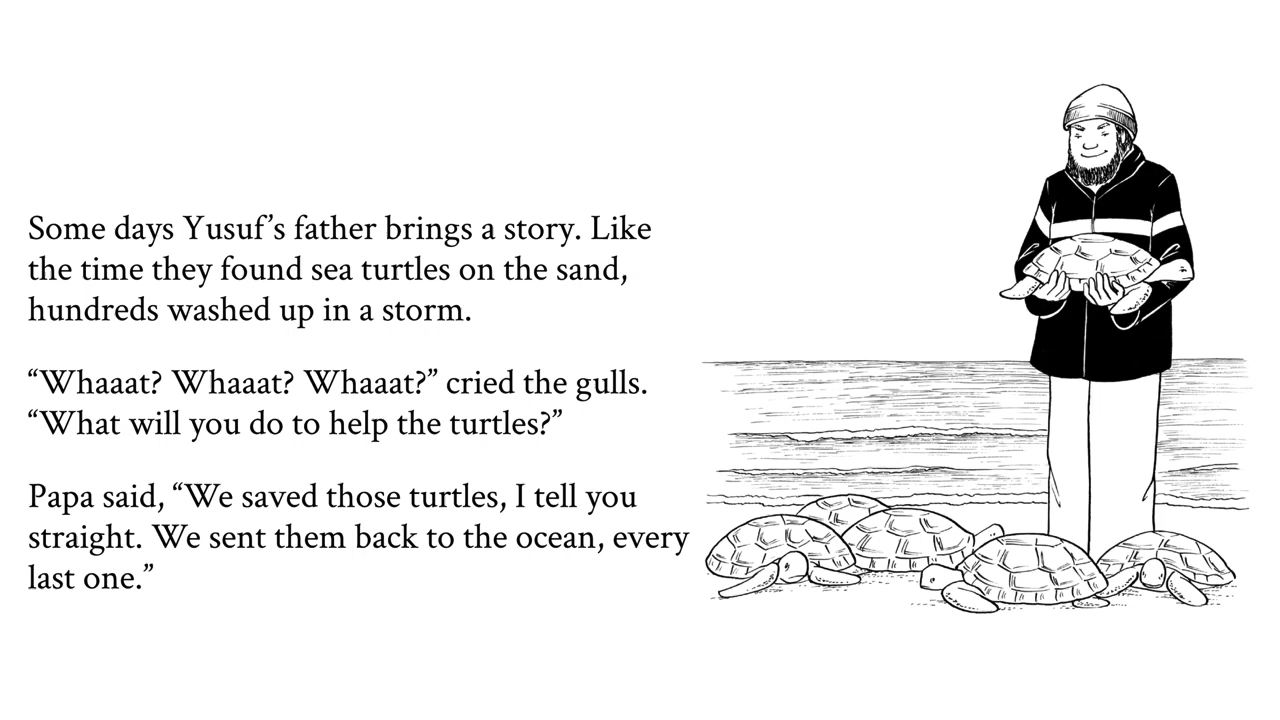 Some days Yusuf’s father brings a story. Like
the time they found sea turtles on the sand,
hundreds washed up in a storm.
“Whaaat? Whaaat? Whaaat?” cried the gulls.
“What will you do to help the turtles?”
Papa said, “We saved those turtles, I tell you
straight. We sent them back to the ocean, every
last one.”